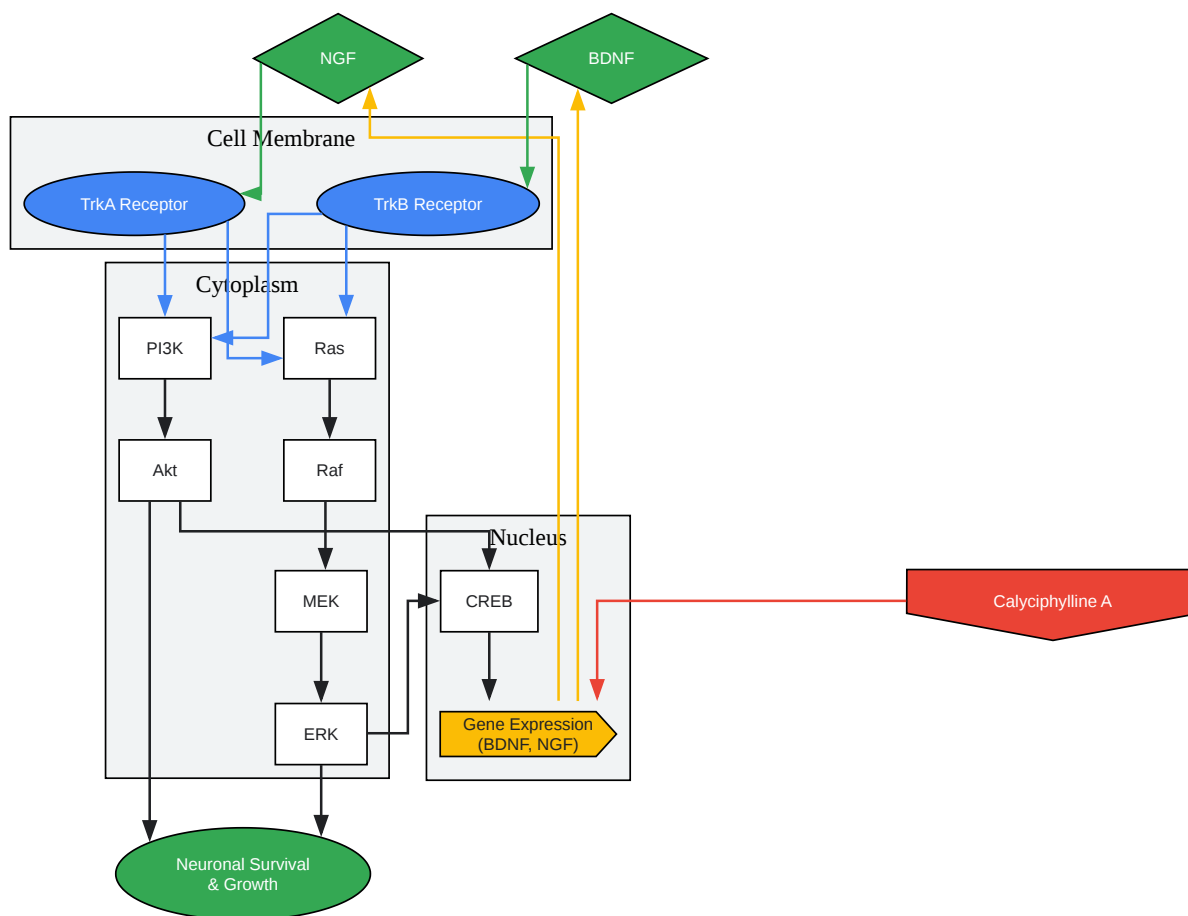 NGF
BDNF
Cell Membrane
TrkA Receptor
TrkB Receptor
Cytoplasm
PI3K
Ras
Akt
Raf
Nucleus
MEK
CREB
Calyciphylline A
ERK
Gene Expression
(BDNF, NGF)
Neuronal Survival
& Growth